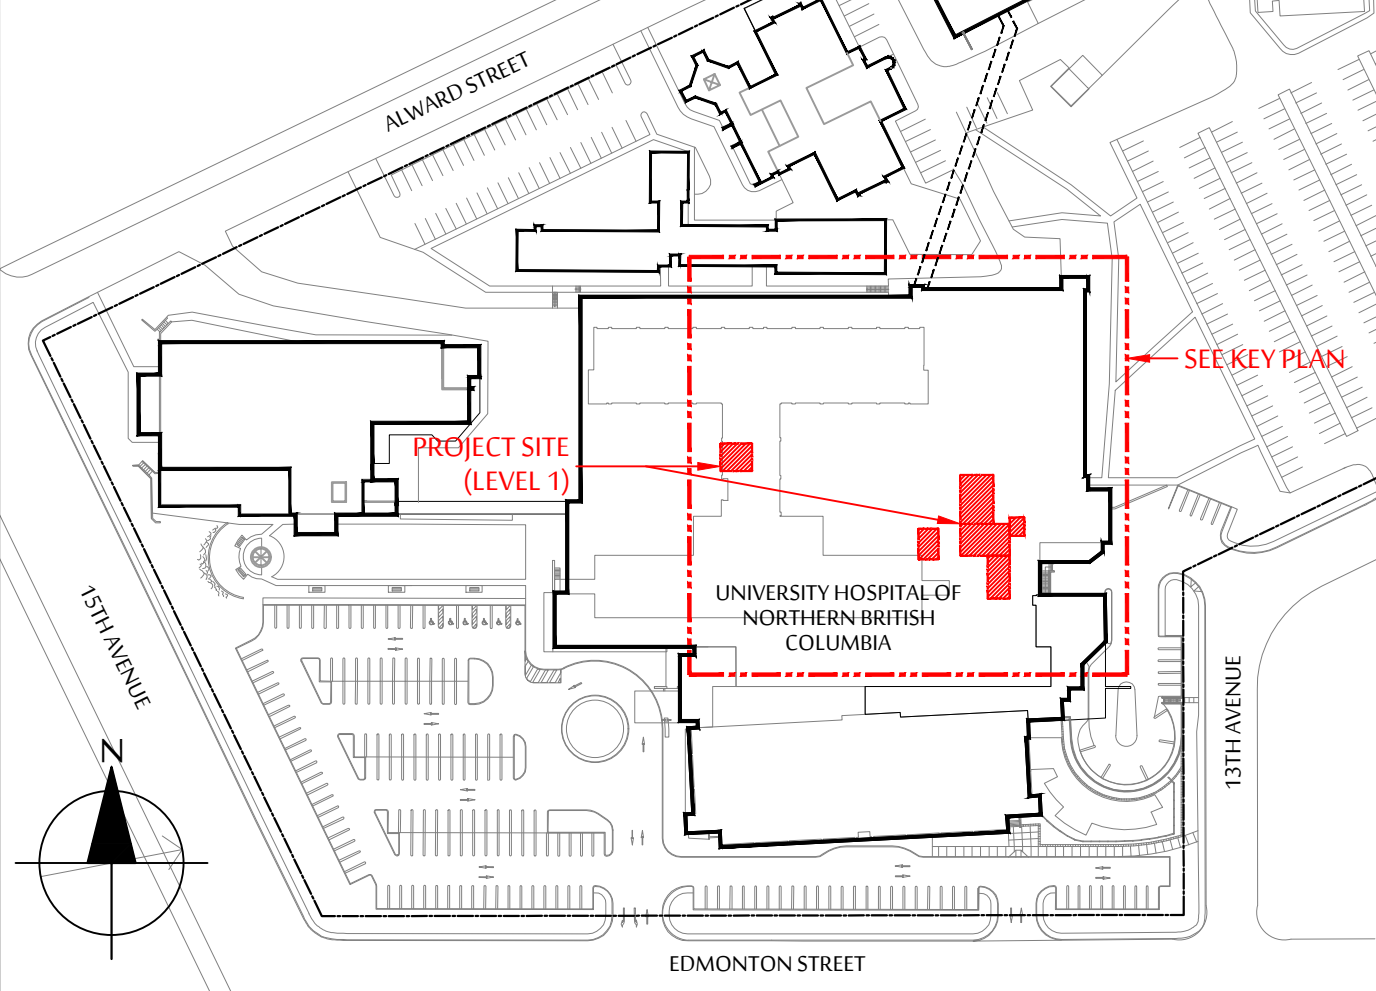 ALWARD STREET
SEE KEY PLAN
PROJECT SITE
(LEVEL 1)
UNIVERSITY HOSPITAL OF
NORTHERN BRITISH
COLUMBIA
15TH AVENUE
13TH AVENUE
N
EDMONTON STREET